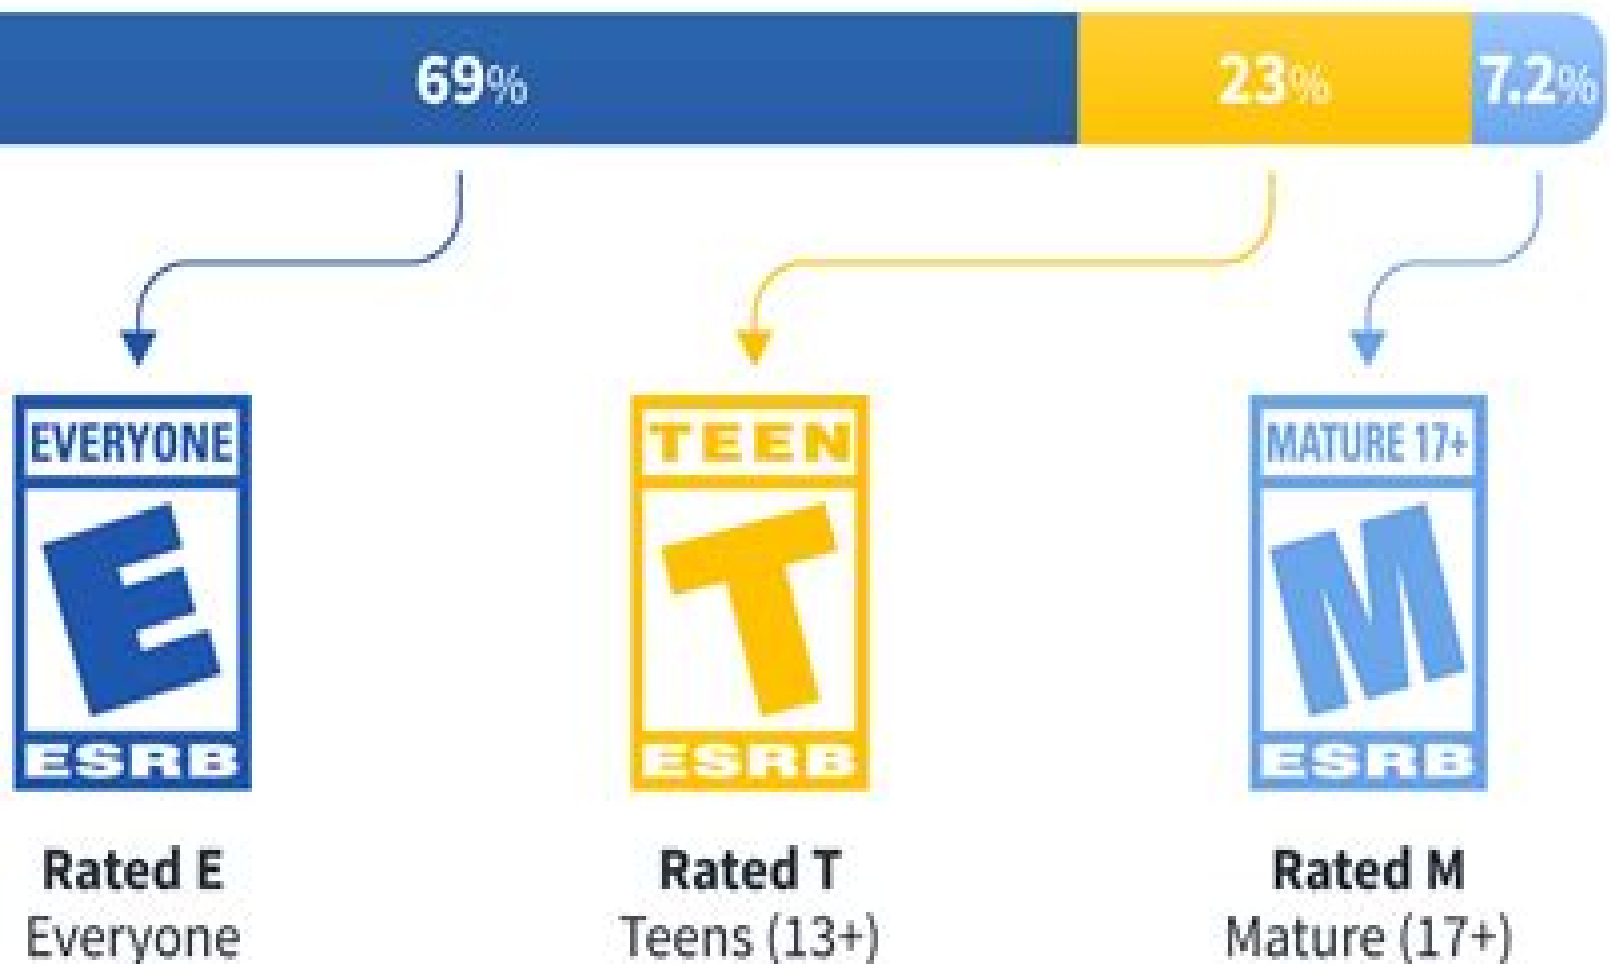 69% 23% 7.2%
EVERYONE TEEN MATURE 17+
E T M
ESRB ESRB ESRB
Rated E Rated T Rated M
Everyone Teens (13+) Mature (17+)